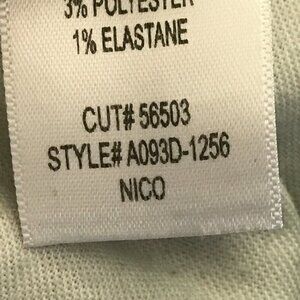 3% POLYESTER
1% ELASTANE
CUT# 56503
STYLE# A093D-1256
NICO